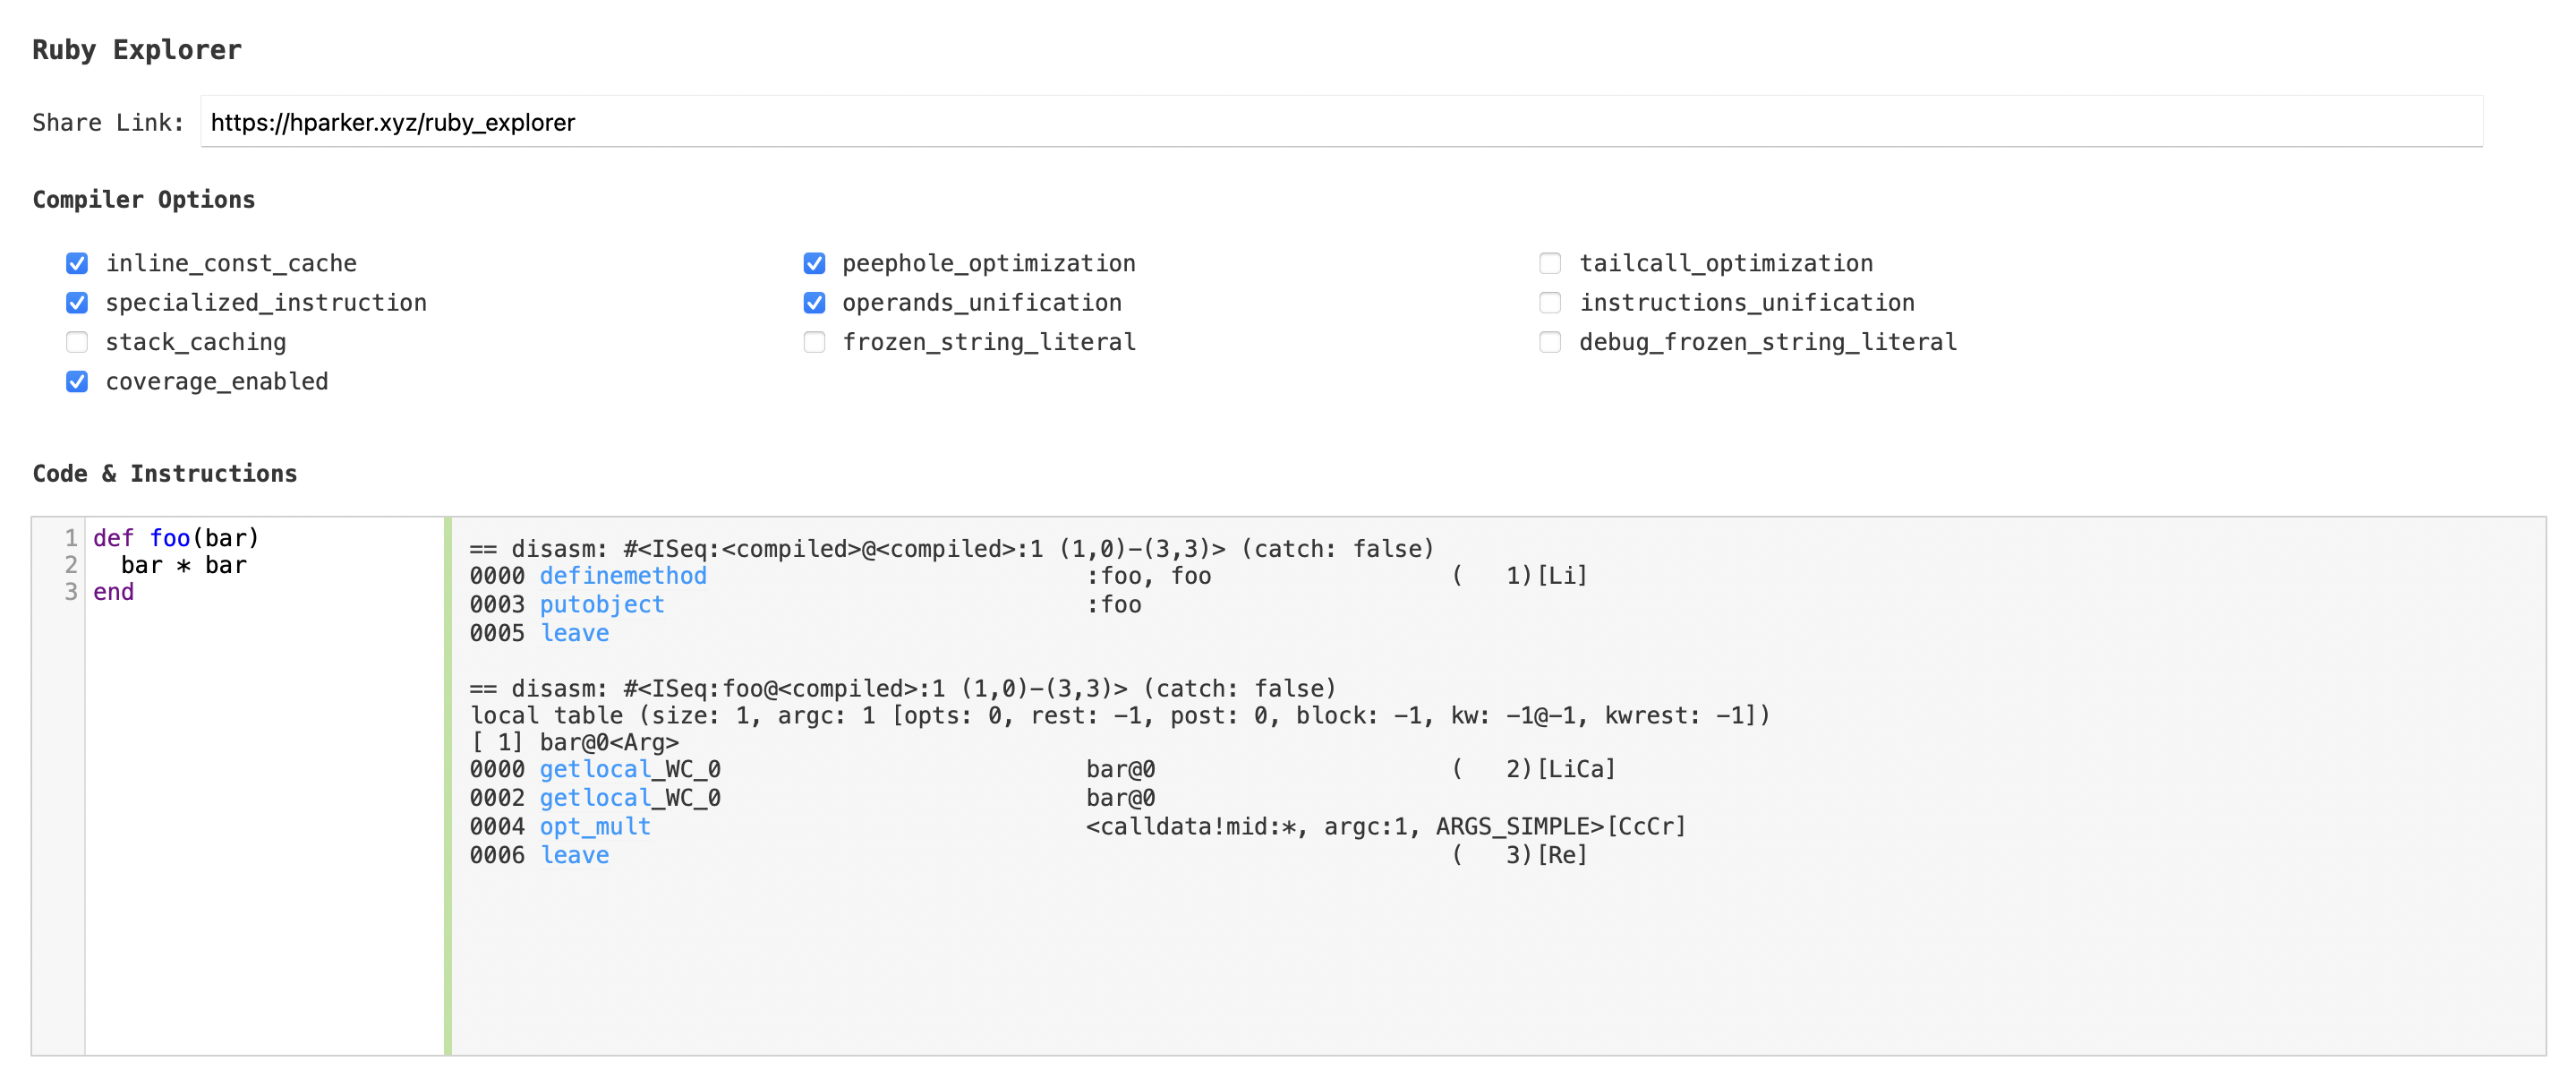 Ruby Explorer
Share Link: https://hparker.xyz/ruby_explorer
Compiler Options
inline_const_cache peephole_optimization tailcall_optimization
specialized_instruction operands_unification instructions_unification
stack_caching frozen_string_literal debug_frozen_string_literal
coverage_enabled
Code & Instructions
1 def foo(bar)
2   bar * bar
3 end
== disasm: #<ISeq:<compiled>@<compiled>:1 (1,0)-(3,3)> (catch: false)
0000 definemethod                           :foo, foo                 (   1)[Li]
0003 putobject                              :foo
0005 leave
== disasm: #<ISeq:foo@<compiled>:1 (1,0)-(3,3)> (catch: false)
local table (size: 1, argc: 1 [opts: 0, rest: -1, post: 0, block: -1, kw: -1@-1, kwrest: -1])
[ 1] bar@0<Arg>
0000 getlocal_WC_0                          bar@0                     (   2)[LiCa]
0002 getlocal_WC_0                          bar@0
0004 opt_mult                               <calldata!mid:*, argc:1, ARGS_SIMPLE>[CcCr]
0006 leave                                                            (   3)[Re]